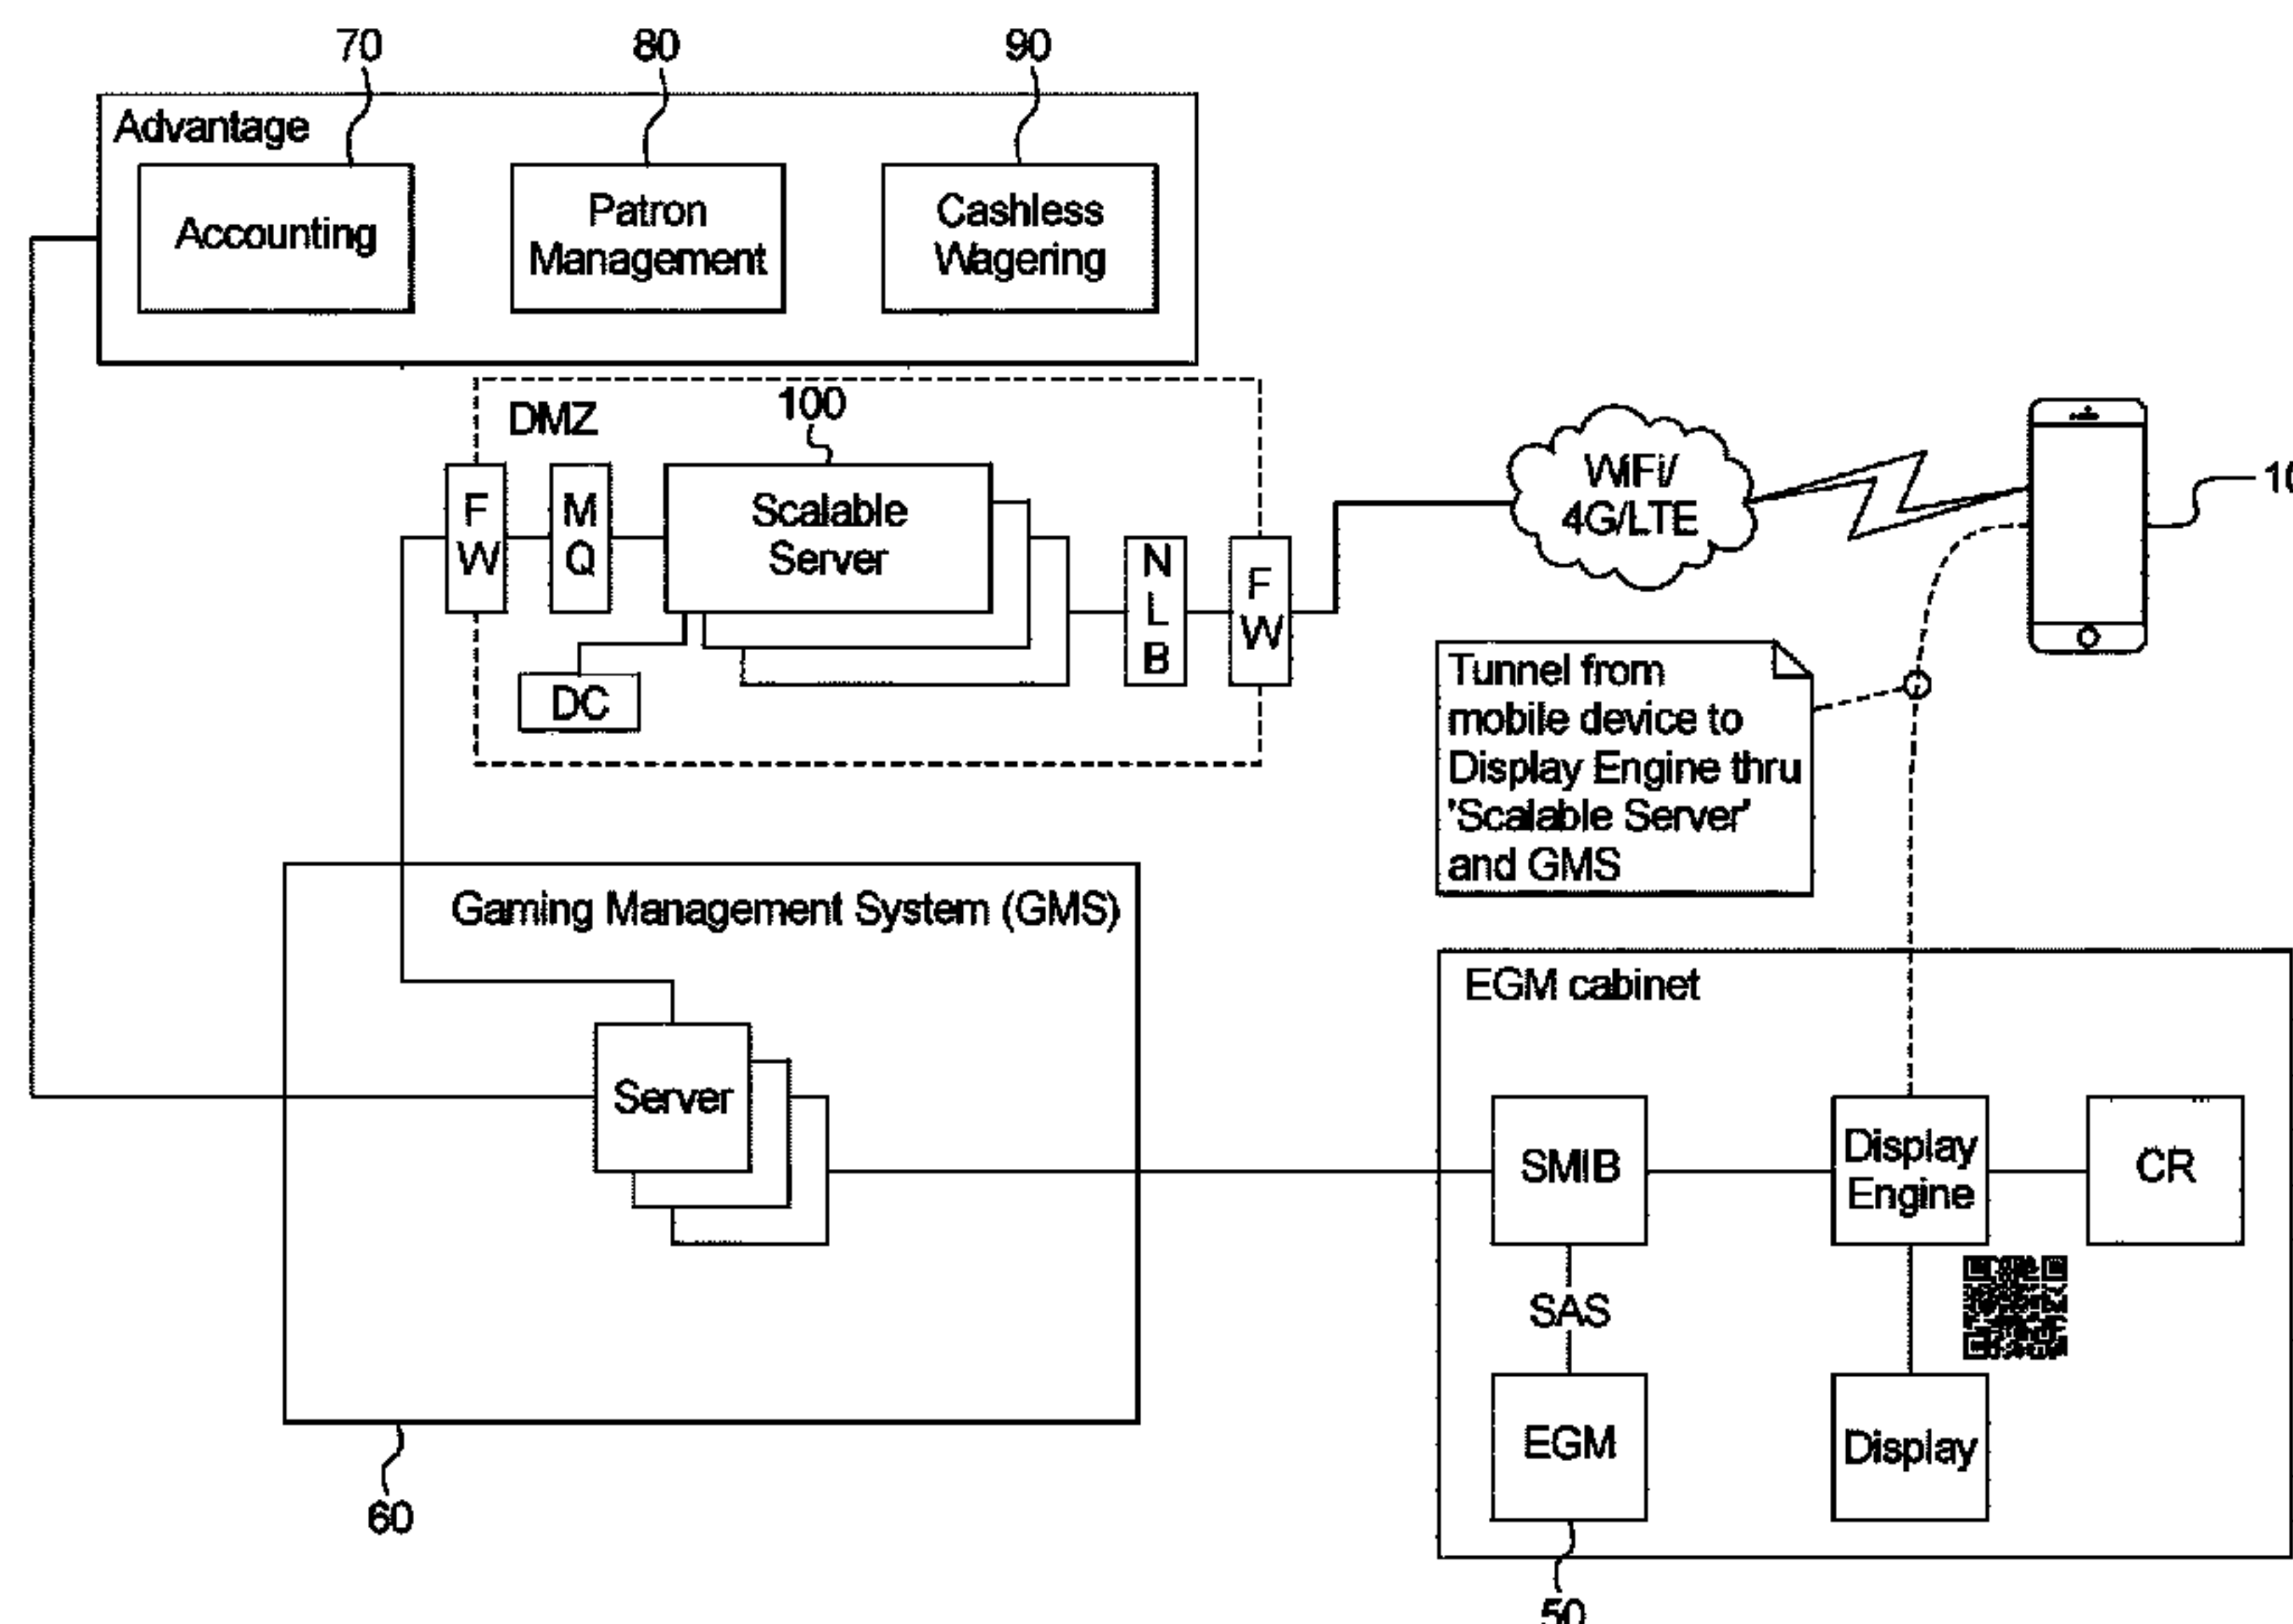 70
80
90
Advantage
Accounting
Patron
Management
Cashless
Wagering
DMZ
100
F
W
M
Q
Scalable
Server
N
L
B
F
W
DC
WiFi/
4G/LTE
10
Tunnel from
mobile device to
Display Engine thru
'Scalable Server'
and GMS
Gaming Management System (GMS)
Server
60
EGM cabinet
SMIB
Display
Engine
CR
SAS
EGM
Display
50